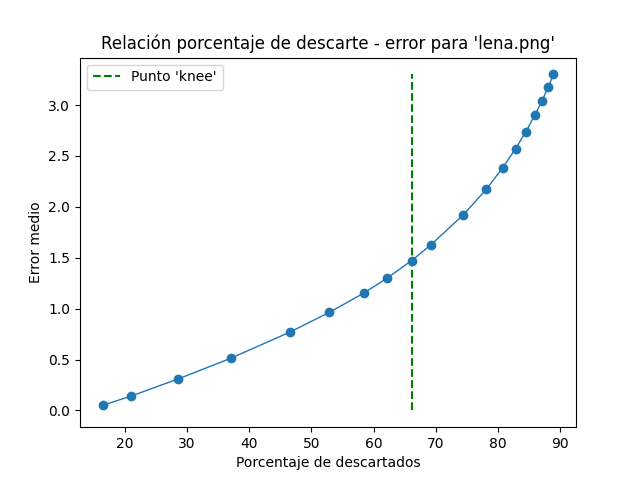 Relación porcentaje de descarte - error para 'lena.png'
Punto 'knee'
Error medio
3.0
2.5
2.0
1.5
1.0
0.5
0.0
20 30 40 50 60 70 80 90
Porcentaje de descartados